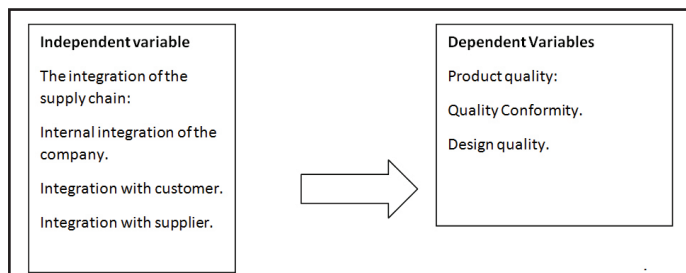 Independent variable
The integration of the
supply chain:
Internal integration of the
company.
Integration with customer.
Integration with supplier.
Dependent Variables
Product quality:
Quality Conformity.
Design quality.